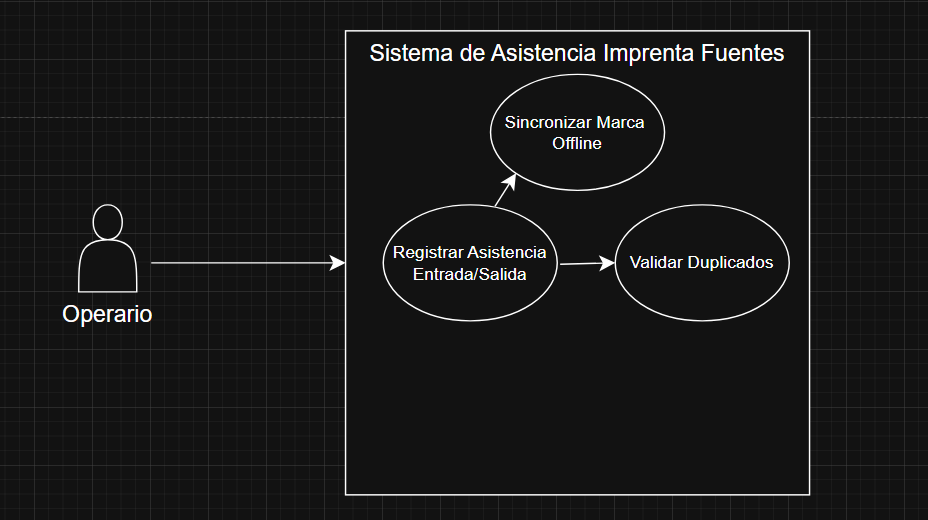 Sistema de Asistencia Imprenta Fuentes
Sincronizar Marca
Offline
Registrar Asistencia
Entrada/Salida
Validar Duplicados
Operario